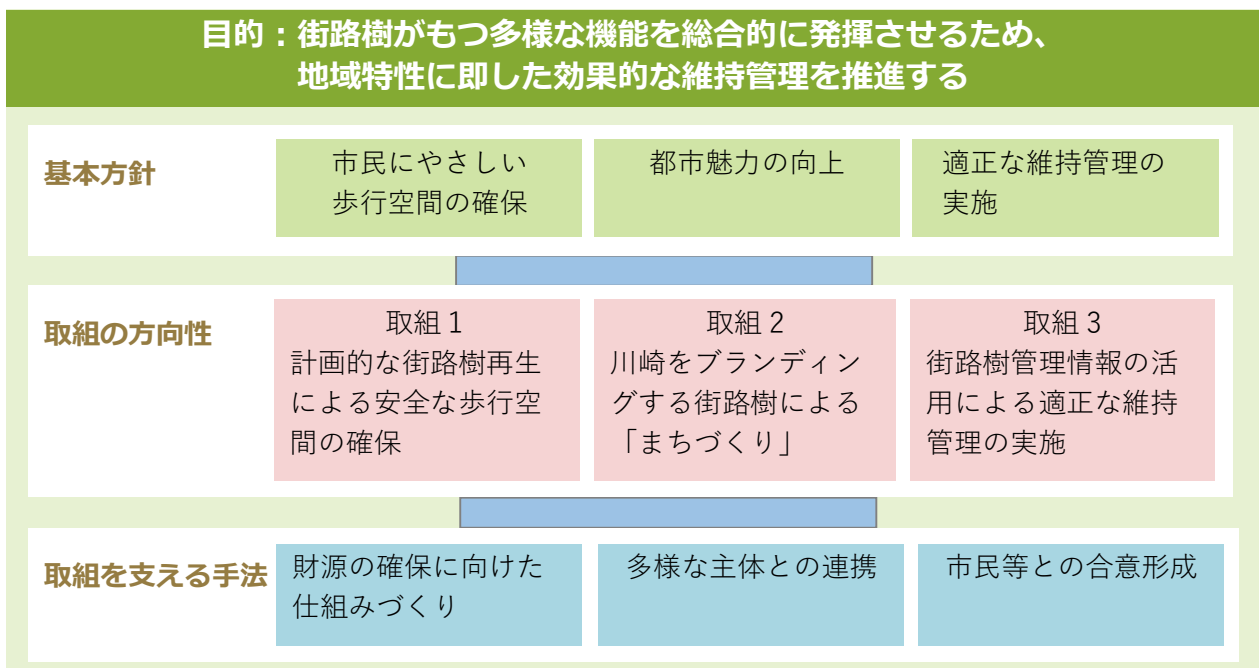 目的：街路樹がもつ多様な機能を総合的に発揮させるため、
地域特性に即した効果的な維持管理を推進する
基本方針
市民にやさしい
歩行空間の確保
都市魅力の向上
適正な維持管理の
実施
取組の方向性
取組１
計画的な街路樹再生
による安全な歩行空
間の確保
取組２
川崎をブランディン
グする街路樹による
「まちづくり」
取組３
街路樹管理情報の活
用による適正な維持
管理の実施
取組を支える手法
財源の確保に向けた
仕組みづくり
多様な主体との連携
市民等との合意形成